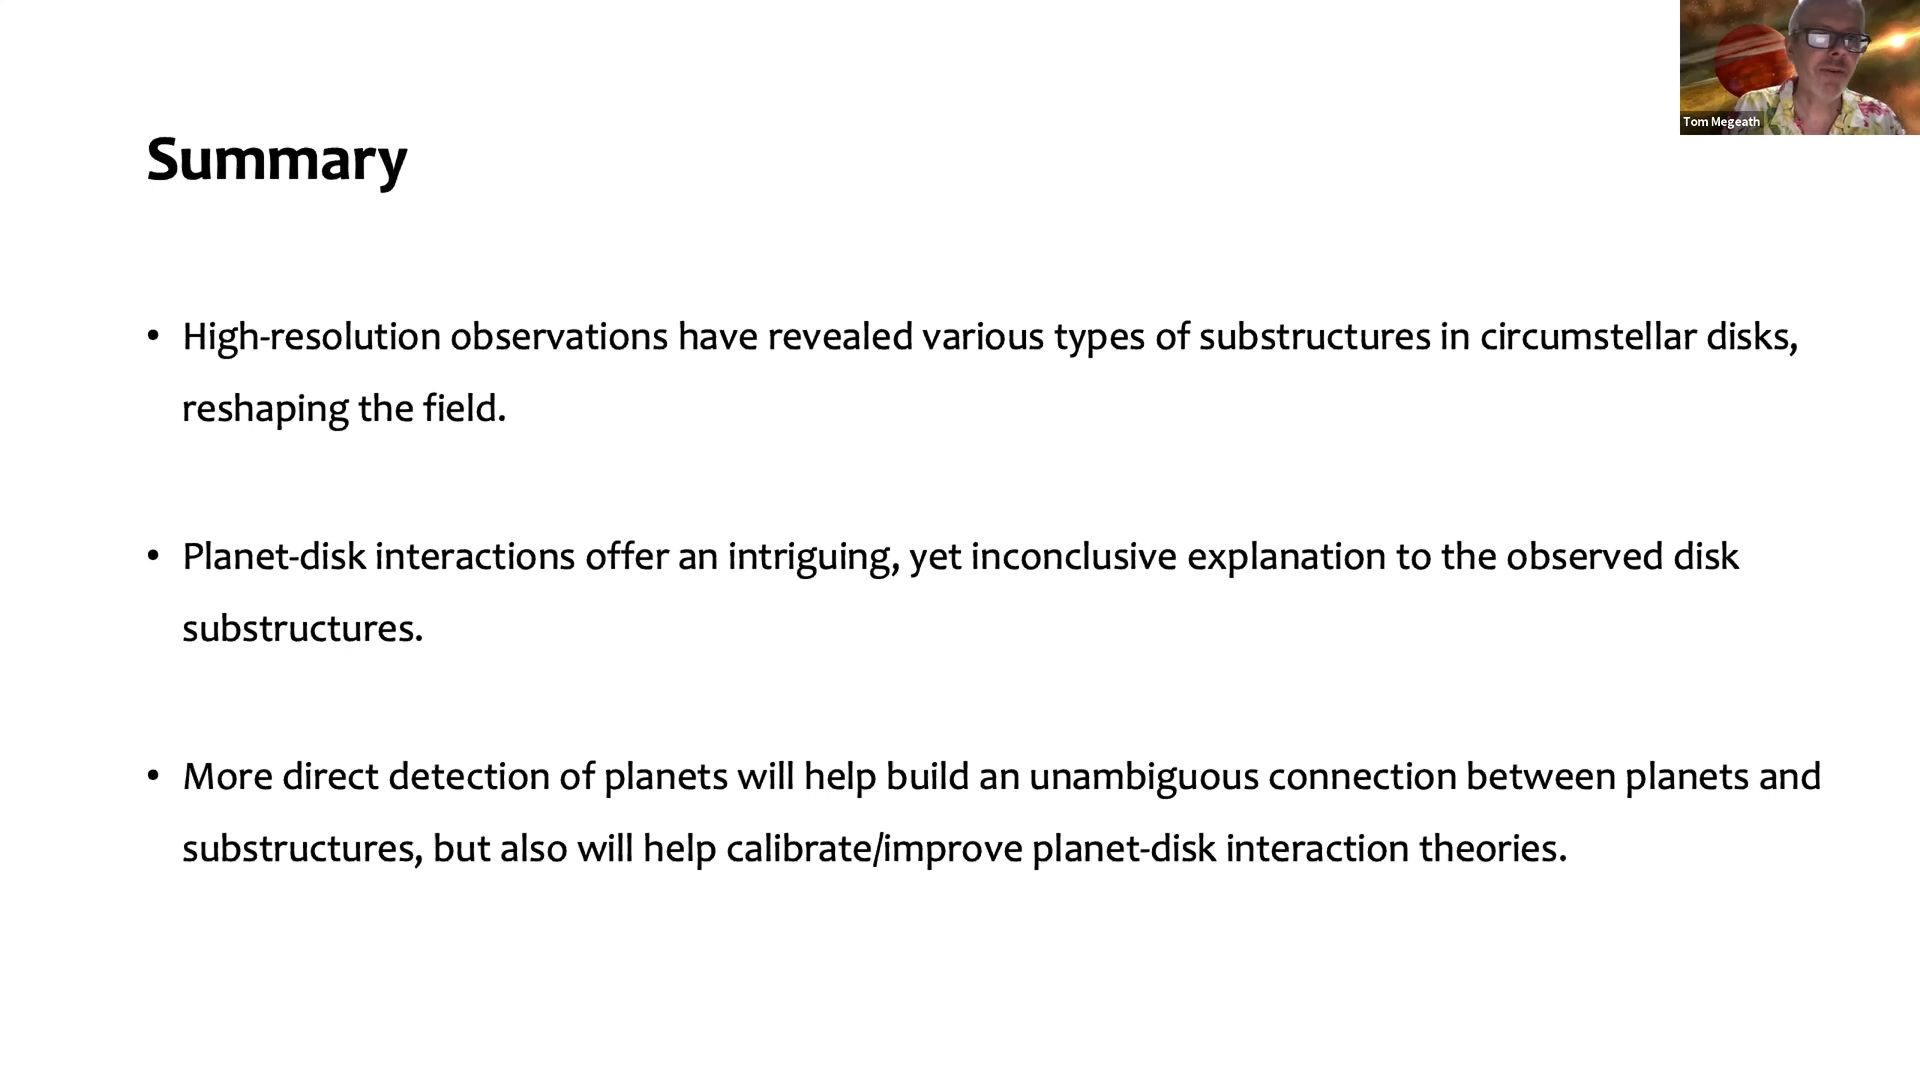 Tom Megeath
Summary
• High-resolution observations have revealed various types of substructures in circumstellar disks,
reshaping the field.
• Planet-disk interactions offer an intriguing, yet inconclusive explanation to the observed disk
substructures.
• More direct detection of planets will help build an unambiguous connection between planets and
substructures, but also will help calibrate/improve planet-disk interaction theories.